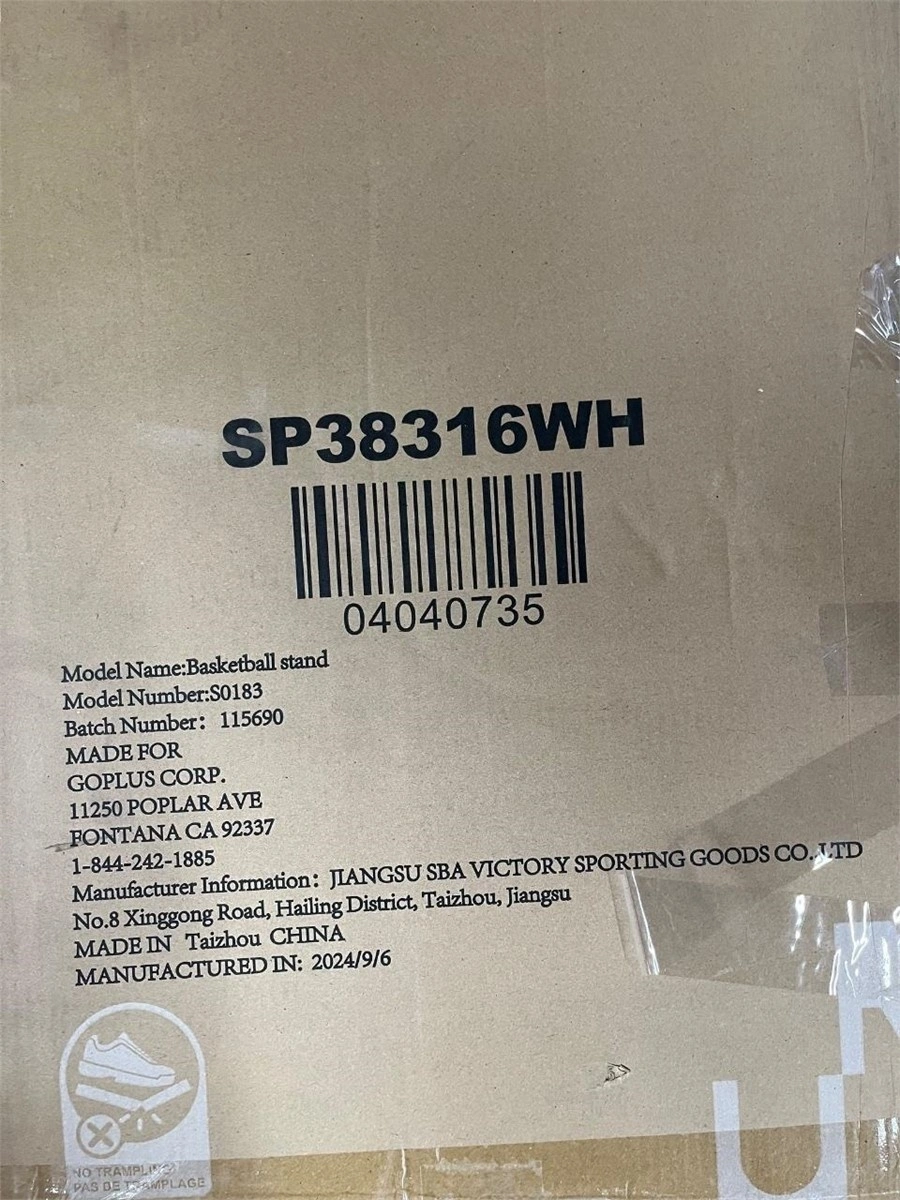 SP38316WH
04040735
Model Name:Basketball stand
Model Number:S0183
Batch Number: 115690
MADE FOR
GOPLUS CORP.
11250 POPLAR AVE
FONTANA CA 92337
1-844-242-1885
Manufacturer Information: JIANGSU SBA VICTORY SPORTING GOODS CO.,LTD
No.8 Xinggong Road, Hailing District, Taizhou, Jiangsu
MADE IN Taizhou CHINA
MANUFACTURED IN: 2024/9/6
NO TRAMPLING
PAS DE TRAMPLAGE